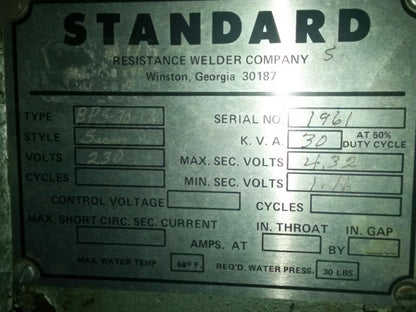 STANDARD
RESISTANCE WELDER COMPANY
Winston, Georgia 30187
TYPE SERIAL NO. 1961
STYLE K. V. A. 30 AT 50% DUTY CYCLE
VOLTS 230 MAX. SEC. VOLTS 4.32
CYCLES MIN. SEC. VOLTS
CONTROL VOLTAGE CYCLES
MAX. SHORT CIRC. SEC. CURRENT IN. THROAT IN. GAP
AMPS. AT BY
MAX. WATER TEMP 68° F. REQ'D. WATER PRESS. 30 LBS.